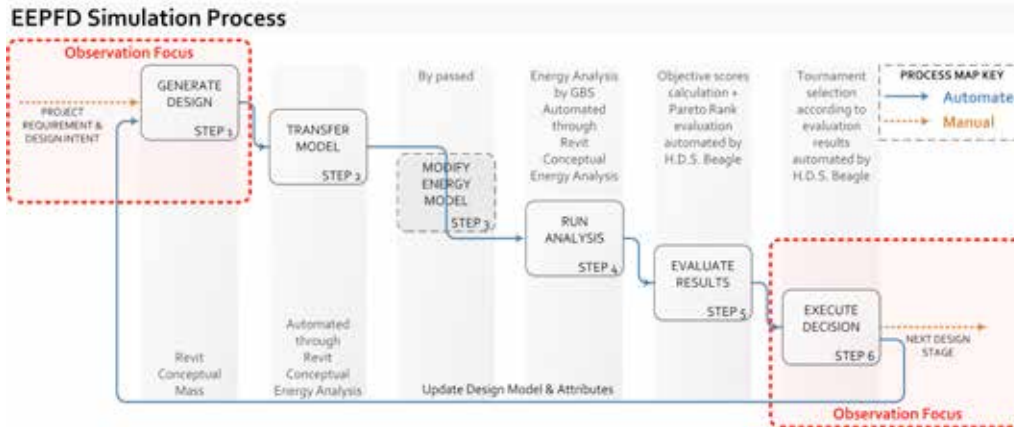 EEPFD Simulation Process
Observation Focus
PROJECT
REQUIREMENT &
DESIGN INTENT
GENERATE
DESIGN
STEP 1
Revit
Conceptual
Mass
TRANSFER
MODEL
STEP 2
Automated
through
Revit
Conceptual
Energy Analysis
By passed
MODIFY
ENERGY
MODEL
STEP 3
Energy Analysis
by GBS
Automated
through
Revit
Conceptual
Energy Analysis
RUN
ANALYSIS
STEP 4
Objective scores
calculation +
Pareto Rank
evaluation
automated by
H.D.S. Beagle
EVALUATE
RESULTS
STEP 5
Tournament
selection
according to
evaluation
results
automated by
H.D.S. Beagle
EXECUTE
DECISION
STEP 6
NEXT DESIGN
STAGE
Observation Focus
Update Design Model & Attributes
PROCESS MAP KEY
Automate
Manual